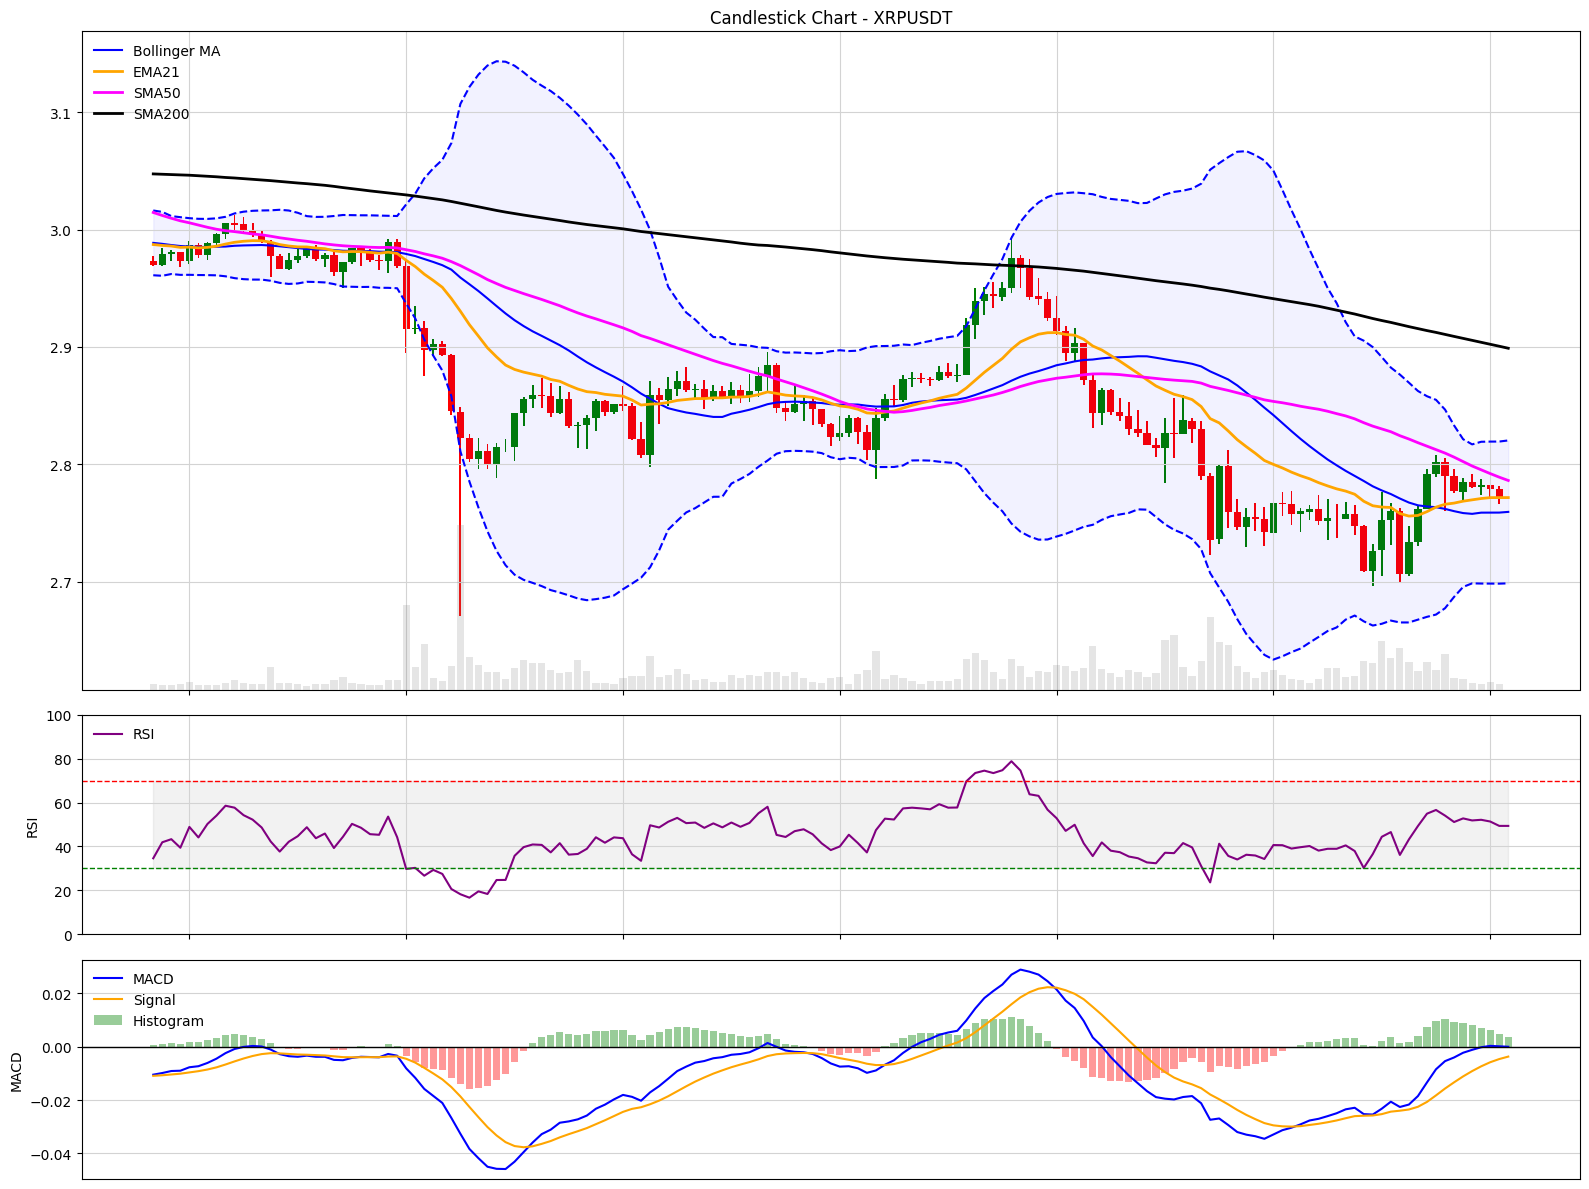 Candlestick Chart - XRPUSDT
Bollinger MA
EMA21
SMA50
SMA200
3.1
3.0
2.9
2.8
2.7
RSI
100
80
60
40
20
0
RSI
MACD
Signal
Histogram
0.02
0.00
−0.02
−0.04
MACD